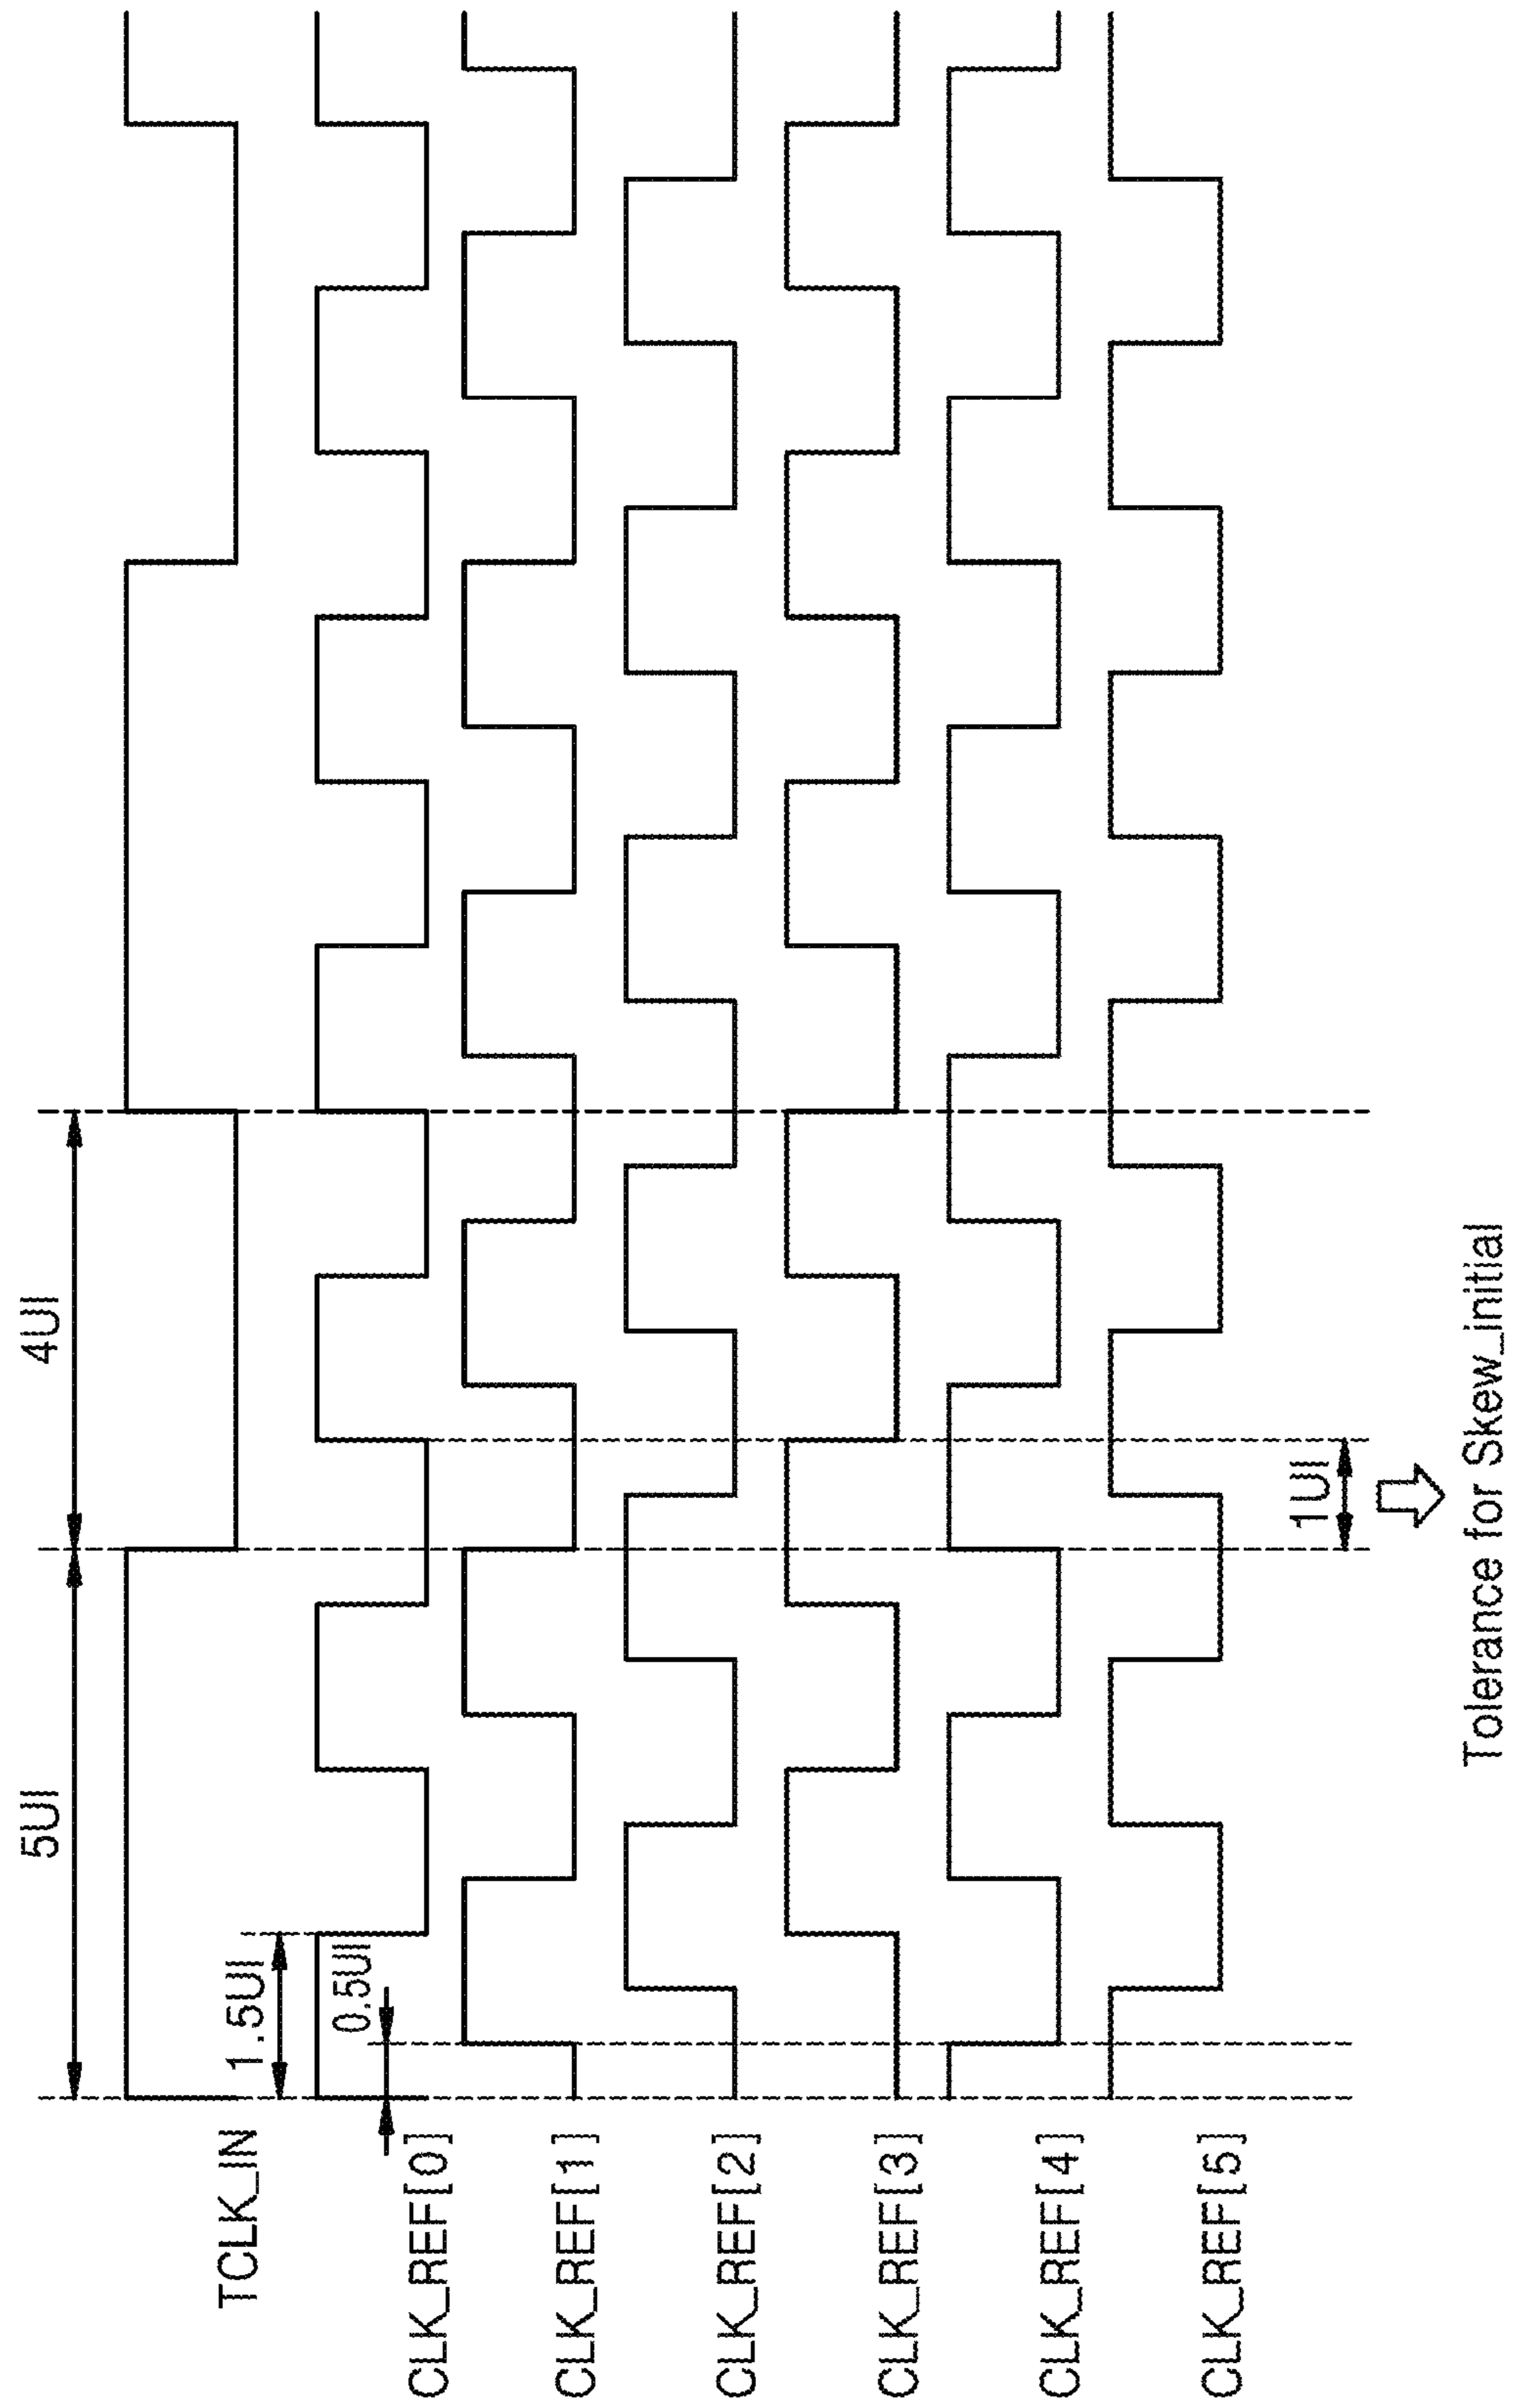 5UI
4UI
TCLK_IN
1.5UI
CLK_REF[0]
0.5UI
CLK_REF[1]
CLK_REF[2]
CLK_REF[3]
CLK_REF[4]
CLK_REF[5]
1UI
Tolerance for Skew_initial